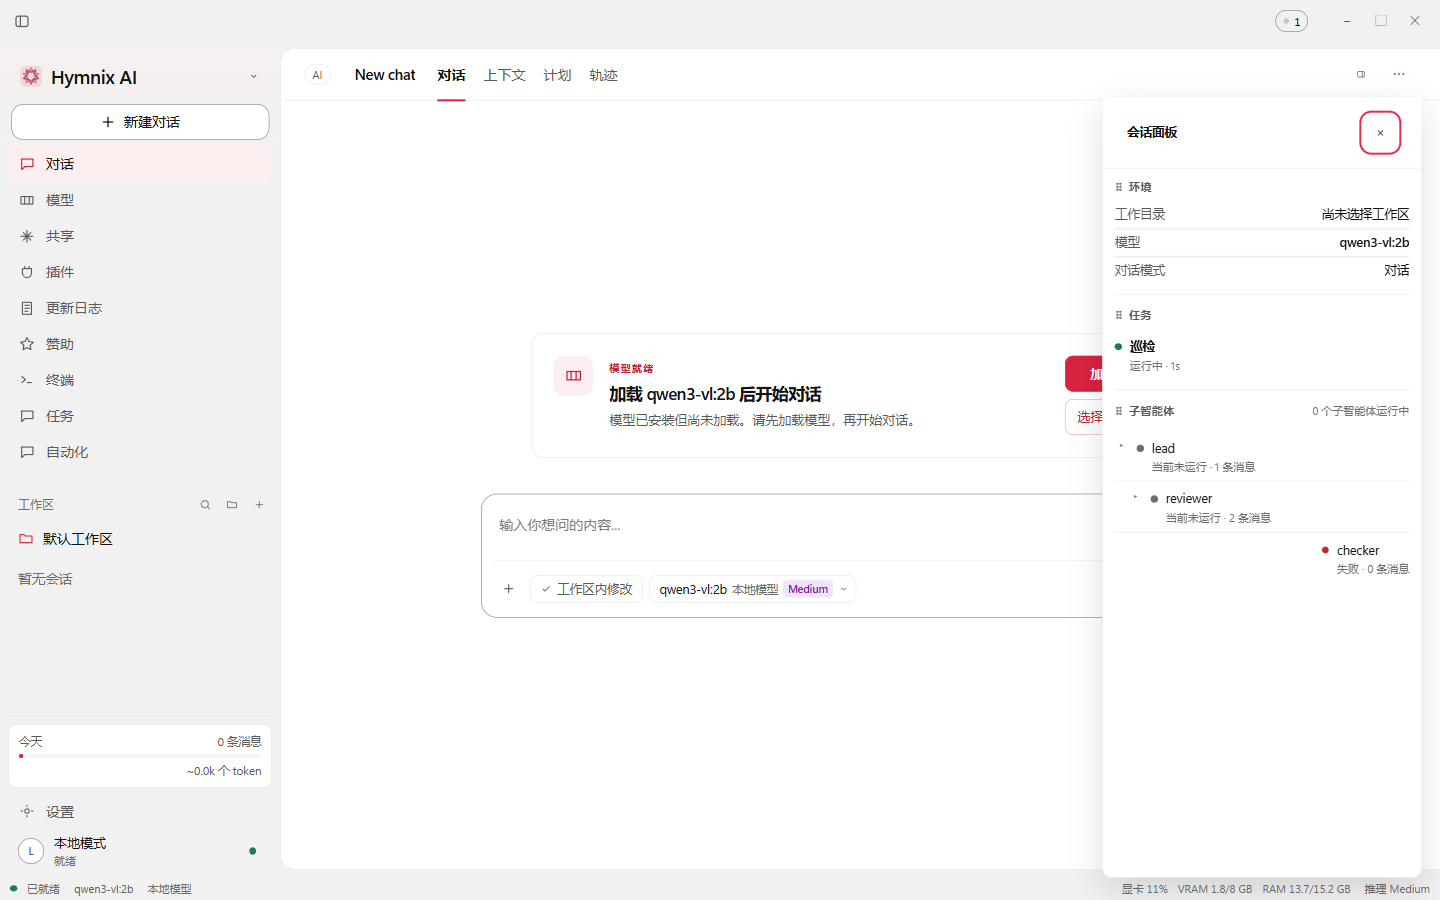 1
Hymnix AI
新建对话
对话
模型
共享
插件
更新日志
赞助
终端
任务
自动化
工作区
默认工作区
暂无会话
今天 0 条消息
~0.0k 个 token
设置
L 本地模式
就绪
AI New chat 对话 上下文 计划 轨迹
模型就绪
加载 qwen3-vl:2b 后开始对话
模型已安装但尚未加载。请先加载模型，再开始对话。
加
选择
输入你想问的内容...
工作区内修改 qwen3-vl:2b 本地模型 Medium
会话面板
环境
工作目录 尚未选择工作区
模型 qwen3-vl:2b
对话模式 对话
任务
巡检
运行中 · 1s
子智能体 0 个子智能体运行中
lead
当前未运行 · 1 条消息
reviewer
当前未运行 · 2 条消息
checker
失败 · 0 条消息
已就绪 qwen3-vl:2b 本地模型 显卡 11% VRAM 1.8/8 GB RAM 13.7/15.2 GB 推理 Medium